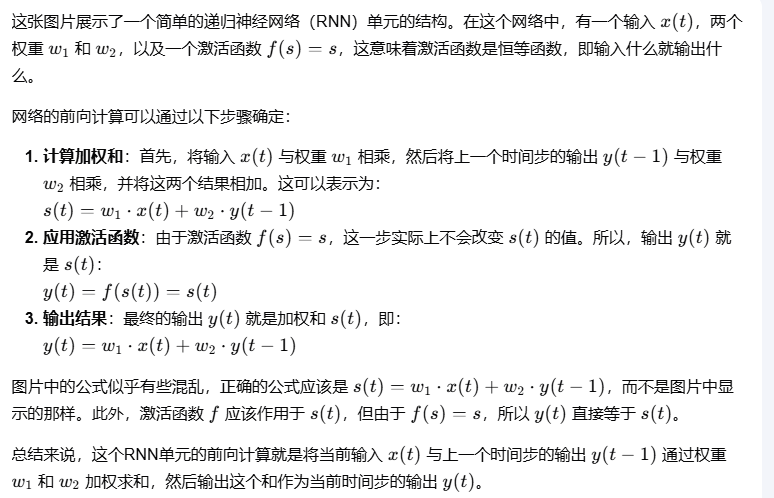 这张图片展示了一个简单的递归神经网络（RNN）单元的结构。在这个网络中，有一个输入 x(t)，两个
权重 w₁ 和 w₂，以及一个激活函数 f(s) = s，这意味着激活函数是恒等函数，即输入什么就输出什
么。
网络的前向计算可以通过以下步骤确定：
1. 计算加权和：首先，将输入 x(t) 与权重 w₁ 相乘，然后将上一个时间步的输出 y(t − 1) 与权重
w₂ 相乘，并将这两个结果相加。这可以表示为：
s(t) = w₁ · x(t) + w₂ · y(t − 1)
2. 应用激活函数：由于激活函数 f(s) = s，这一步实际上不会改变 s(t) 的值。所以，输出 y(t) 就
是 s(t)：
y(t) = f(s(t)) = s(t)
3. 输出结果：最终的输出 y(t) 就是加权和 s(t)，即：
y(t) = w₁ · x(t) + w₂ · y(t − 1)
图片中的公式似乎有些混乱，正确的公式应该是 s(t) = w₁ · x(t) + w₂ · y(t − 1)，而不是图片中显
示的那样。此外，激活函数 f 应该作用于 s(t)，但由于 f(s) = s，所以 y(t) 直接等于 s(t)。
总结来说，这个RNN单元的前向计算就是将当前输入 x(t) 与上一个时间步的输出 y(t − 1) 通过权重
w₁ 和 w₂ 加权求和，然后输出这个和作为当前时间步的输出 y(t)。